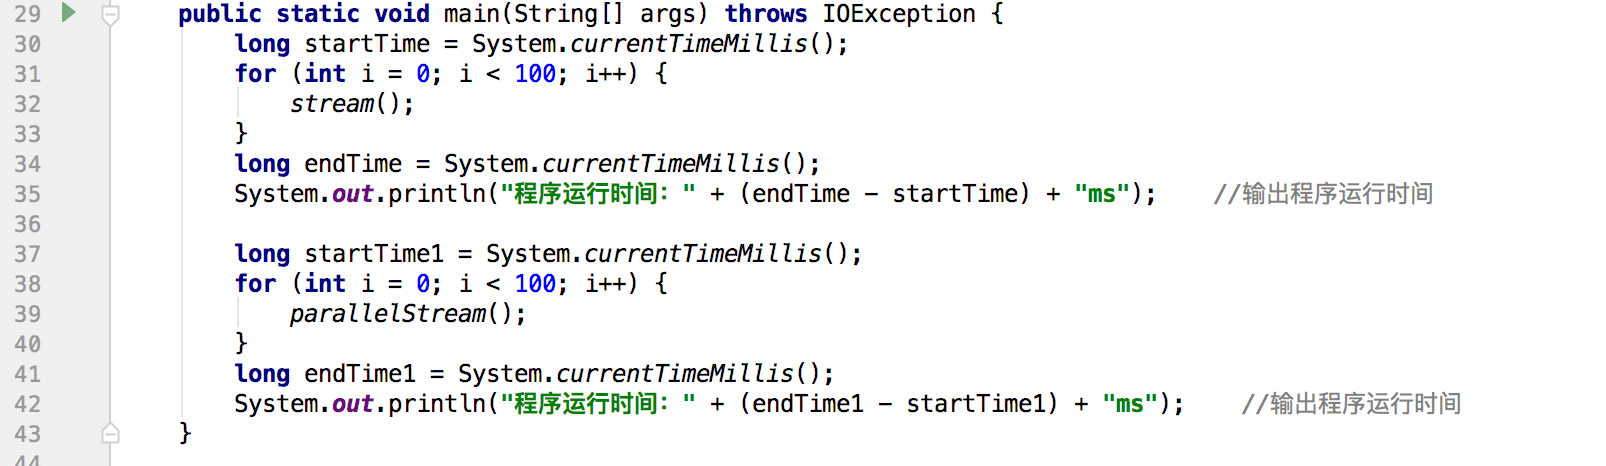 29 public static void main(String[] args) throws IOException {
30 long startTime = System.currentTimeMillis();
31 for (int i = 0; i < 100; i++) {
32 stream();
33 }
34 long endTime = System.currentTimeMillis();
35 System.out.println("程序运行时间：" + (endTime - startTime) + "ms"); //输出程序运行时间
36
37 long startTime1 = System.currentTimeMillis();
38 for (int i = 0; i < 100; i++) {
39 parallelStream();
40 }
41 long endTime1 = System.currentTimeMillis();
42 System.out.println("程序运行时间：" + (endTime1 - startTime1) + "ms"); //输出程序运行时间
43 }
44